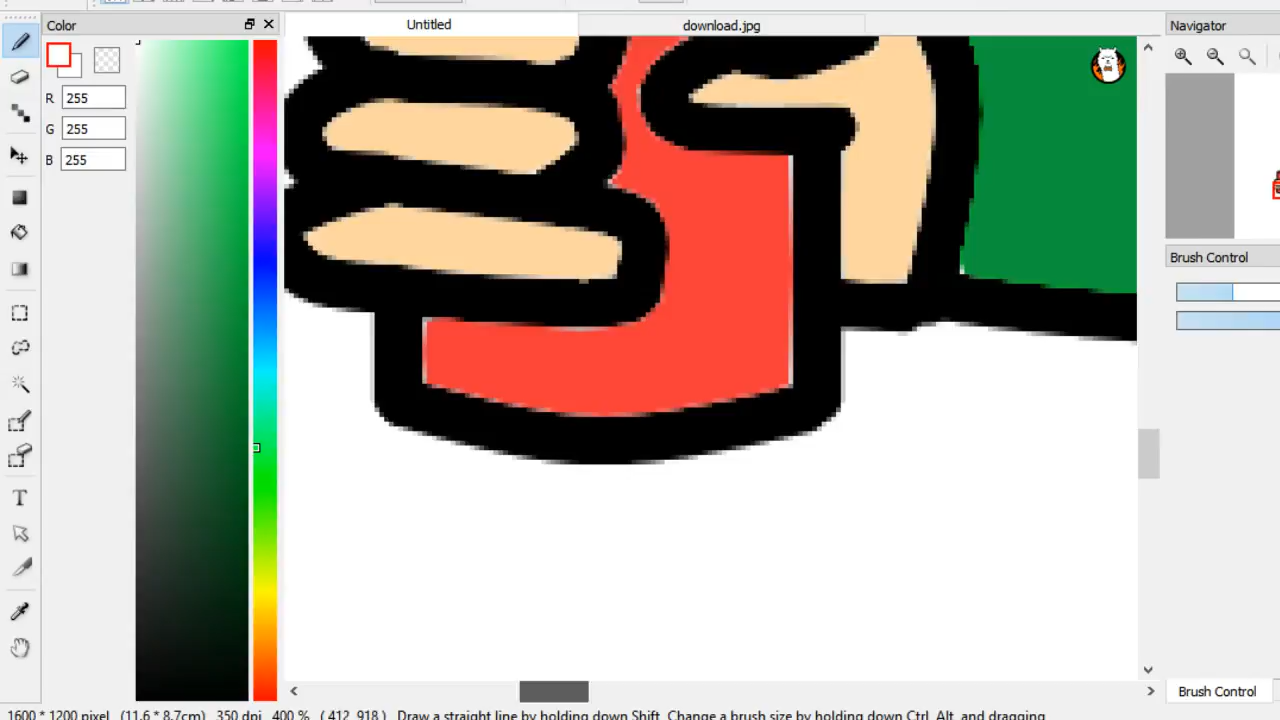 Color
Untitled
download.jpg
Navigator
R 255
G 255
B 255
Brush Control
T
Brush Control
1600 * 1200 pixel (11.6 * 8.7cm) 350 dpi 400 % ( 412, 918 ) Draw a straight line by holding down Shift, Change a brush size by holding down Ctrl, Alt, and dragging